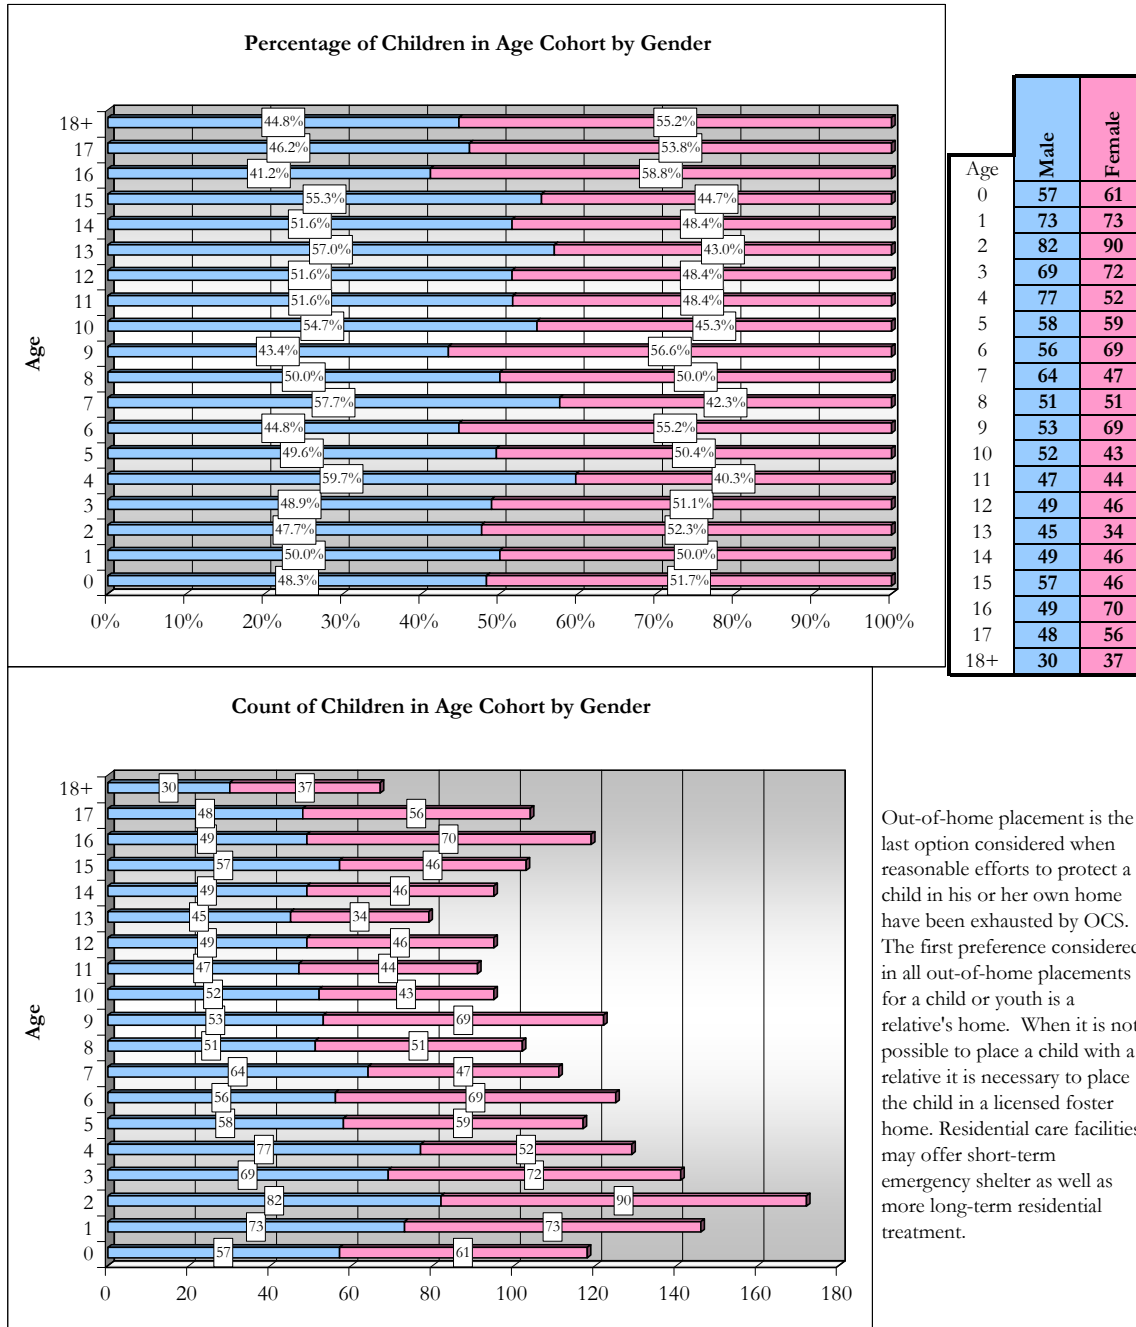 Percentage of Children in Age Cohort by Gender
Age
18+ 44.8% 55.2%
17 46.2% 53.8%
16 41.2% 58.8%
15 55.3% 44.7%
14 51.6% 48.4%
13 57.0% 43.0%
12 51.6% 48.4%
11 51.6% 48.4%
10 54.7% 45.3%
9 43.4% 56.6%
8 50.0% 50.0%
7 57.7% 42.3%
6 44.8% 55.2%
5 49.6% 50.4%
4 59.7% 40.3%
3 48.9% 51.1%
2 47.7% 52.3%
1 50.0% 50.0%
0 48.3% 51.7%
0% 10% 20% 30% 40% 50% 60% 70% 80% 90% 100%
Age Male Female
0 57 61
1 73 73
2 82 90
3 69 72
4 77 52
5 58 59
6 56 69
7 64 47
8 51 51
9 53 69
10 52 43
11 47 44
12 49 46
13 45 34
14 49 46
15 57 46
16 49 70
17 48 56
18+ 30 37
Count of Children in Age Cohort by Gender
Age
18+ 30 37
17 48 56
16 49 70
15 57 46
14 49 46
13 45 34
12 49 46
11 47 44
10 52 43
9 53 69
8 51 51
7 64 47
6 56 69
5 58 59
4 77 52
3 69 72
2 82 90
1 73 73
0 57 61
0 20 40 60 80 100 120 140 160 180
Out-of-home placement is the
last option considered when
reasonable efforts to protect a
child in his or her own home
have been exhausted by OCS.
The first preference considered
in all out-of-home placements
for a child or youth is a
relative's home. When it is not
possible to place a child with a
relative it is necessary to place
the child in a licensed foster
home. Residential care facilities
may offer short-term
emergency shelter as well as
more long-term residential
treatment.